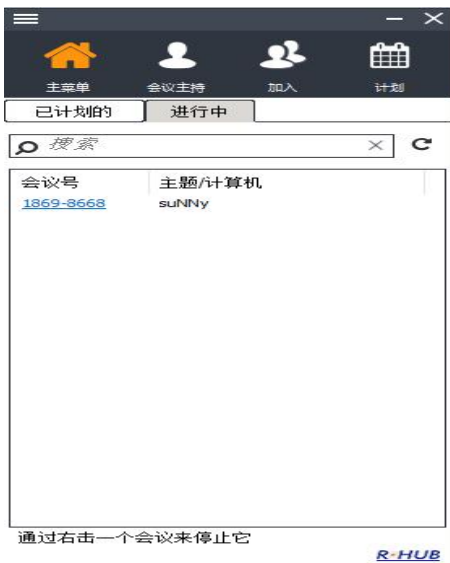 主菜单 会议主持 加入 计划
已计划的 进行中
搜索
会议号 主题/计算机
1869-8668 suNNy
通过右击一个会议来停止它
R-HUB